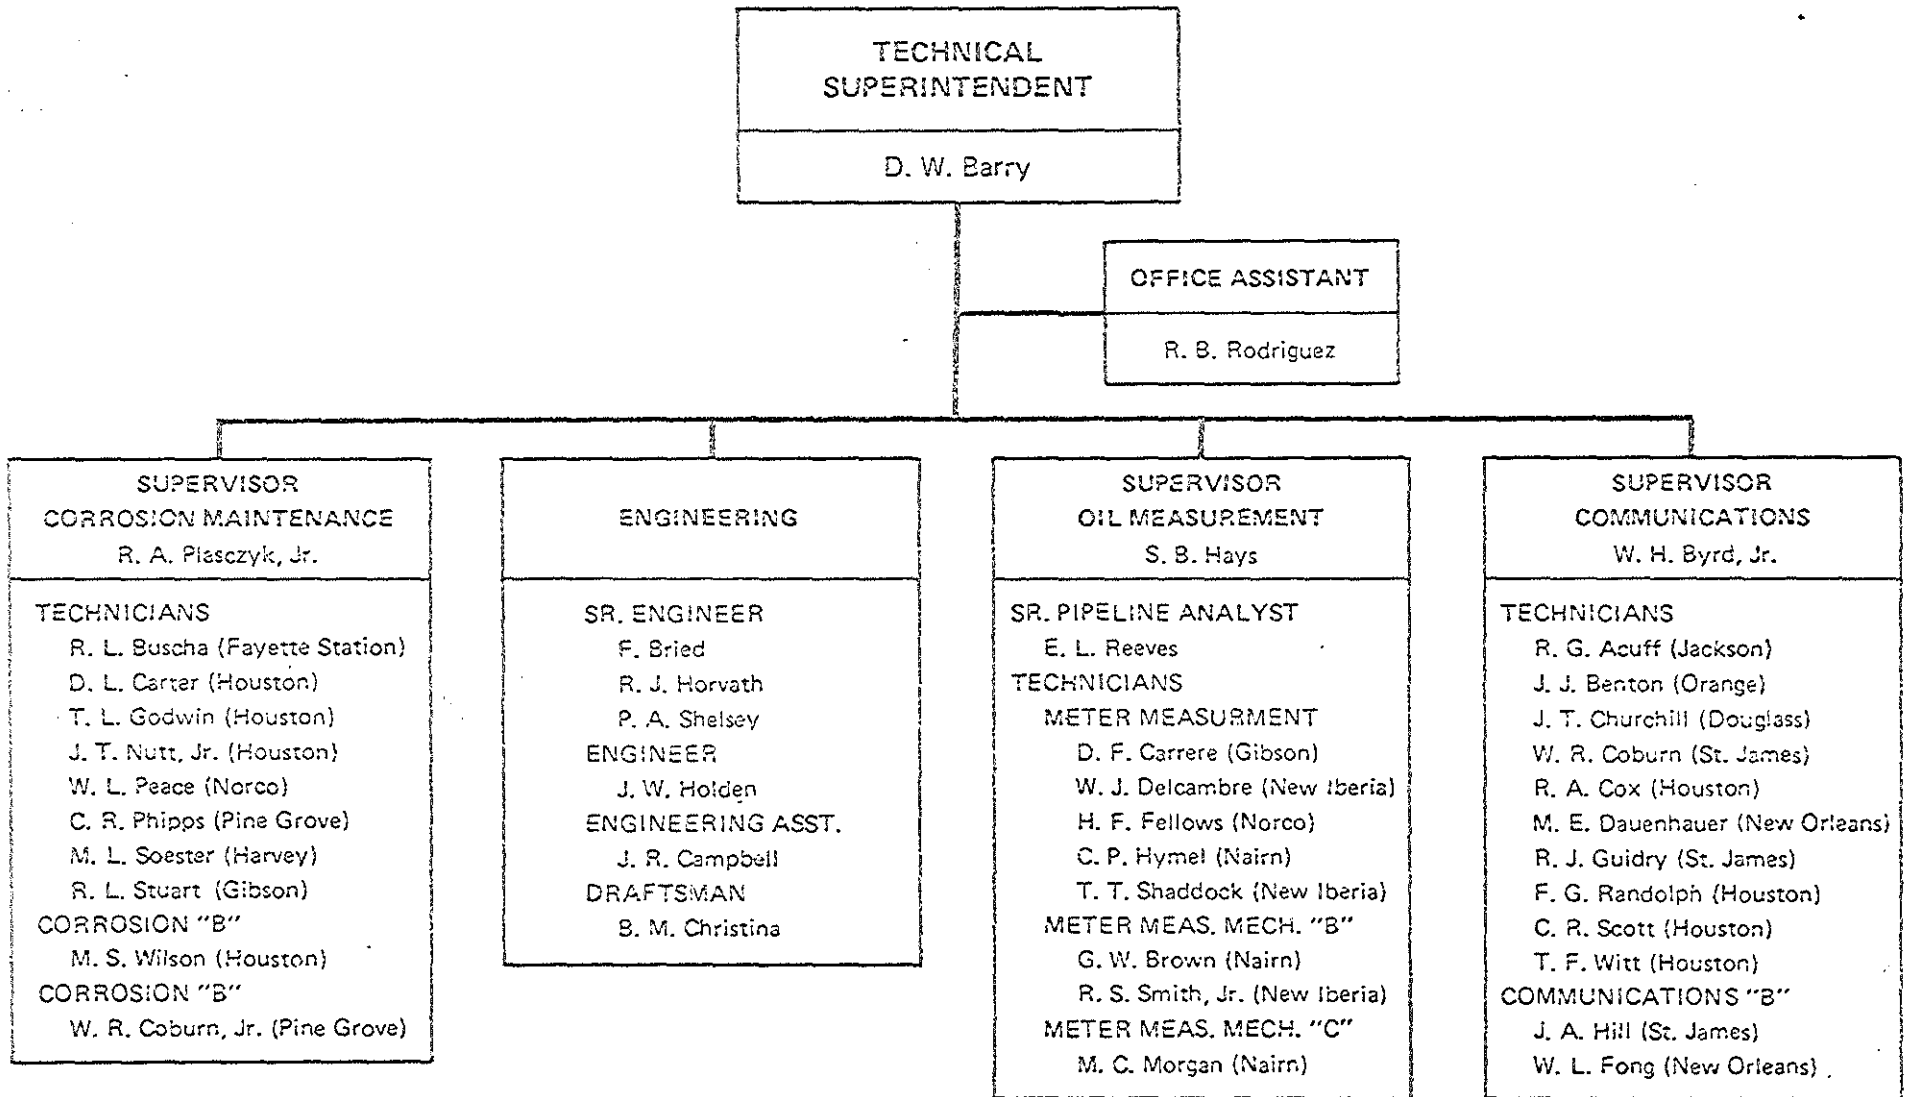 TECHNICAL
SUPERINTENDENT
D. W. Barry
OFFICE ASSISTANT
R. B. Rodriguez
SUPERVISOR
CORROSION MAINTENANCE
R. A. Plasczyk, Jr.
TECHNICIANS
R. L. Buscha (Fayette Station)
D. L. Carter (Houston)
T. L. Godwin (Houston)
J. T. Nutt, Jr. (Houston)
W. L. Peace (Norco)
C. R. Phipps (Pine Grove)
M. L. Soester (Harvey)
R. L. Stuart (Gibson)
CORROSION "B"
M. S. Wilson (Houston)
CORROSION "B"
W. R. Coburn, Jr. (Pine Grove)
ENGINEERING
SR. ENGINEER
F. Bried
R. J. Horvath
P. A. Shelsey
ENGINEER
J. W. Holden
ENGINEERING ASST.
J. R. Campbell
DRAFTSMAN
B. M. Christina
SUPERVISOR
OIL MEASUREMENT
S. B. Hays
SR. PIPELINE ANALYST
E. L. Reeves
TECHNICIANS
METER MEASURMENT
D. F. Carrere (Gibson)
W. J. Delcambre (New Iberia)
H. F. Fellows (Norco)
C. P. Hymel (Nairn)
T. T. Shaddock (New Iberia)
METER MEAS. MECH. "B"
G. W. Brown (Nairn)
R. S. Smith, Jr. (New Iberia)
METER MEAS. MECH. "C"
M. C. Morgan (Nairn)
SUPERVISOR
COMMUNICATIONS
W. H. Byrd, Jr.
TECHNICIANS
R. G. Acuff (Jackson)
J. J. Benton (Orange)
J. T. Churchill (Douglass)
W. R. Coburn (St. James)
R. A. Cox (Houston)
M. E. Dauenhauer (New Orleans)
R. J. Guidry (St. James)
F. G. Randolph (Houston)
C. R. Scott (Houston)
T. F. Witt (Houston)
COMMUNICATIONS "B"
J. A. Hill (St. James)
W. L. Fong (New Orleans)